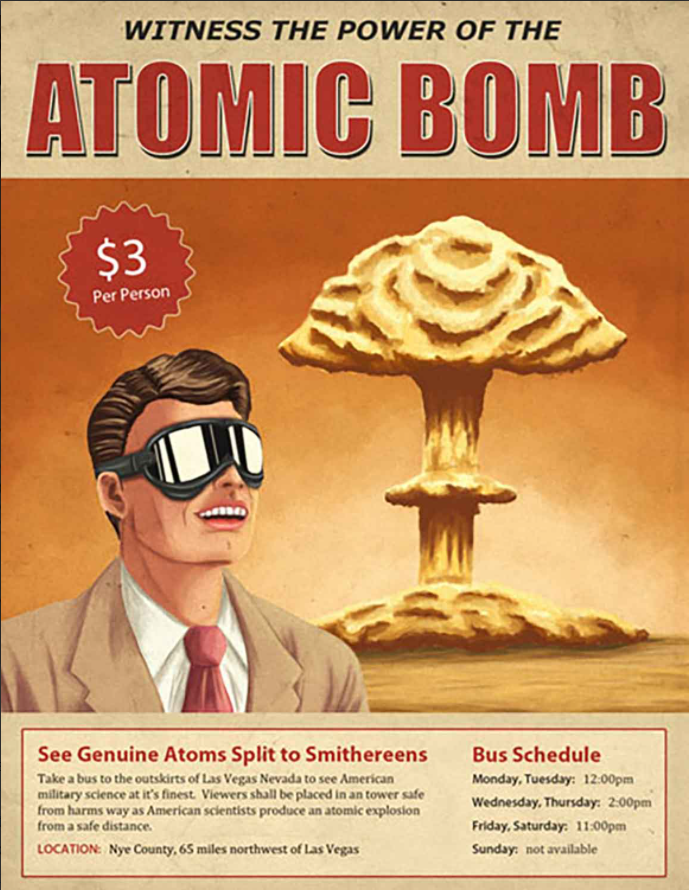 WITNESS THE POWER OF THE
ATOMIC BOMB
$3
Per Person
See Genuine Atoms Split to Smithereens
Take a bus to the outskirts of Las Vegas Nevada to see American
military science at it's finest. Viewers shall be placed in an tower safe
from harms way as American scientists produce an atomic explosion
from a safe distance.
LOCATION: Nye County, 65 miles northwest of Las Vegas
Bus Schedule
Monday, Tuesday: 12:00pm
Wednesday, Thursday: 2:00pm
Friday, Saturday: 11:00pm
Sunday: not available